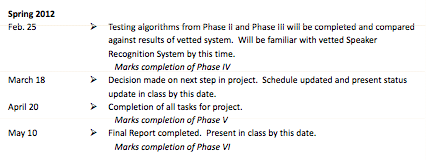 Spring 2012
Feb. 25 ➢ Testing algorithms from Phase II and Phase III will be completed and compared
against results of vetted system. Will be familiar with vetted Speaker
Recognition System by this time.
Marks completion of Phase IV
March 18 ➢ Decision made on next step in project. Schedule updated and present status
update in class by this date.
April 20 ➢ Completion of all tasks for project.
Marks completion of Phase V
May 10 ➢ Final Report completed. Present in class by this date.
Marks completion of Phase VI